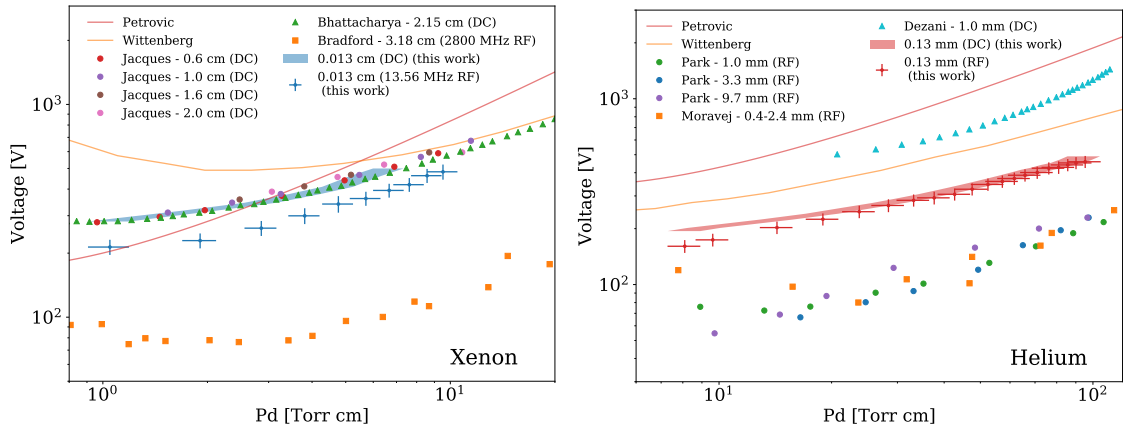 Petrovic
Wittenberg
Jacques - 0.6 cm (DC)
Jacques - 1.0 cm (DC)
Jacques - 1.6 cm (DC)
Jacques - 2.0 cm (DC)
Bhattacharya - 2.15 cm (DC)
Bradford - 3.18 cm (2800 MHz RF)
0.013 cm (DC) (this work)
0.013 cm (13.56 MHz RF)
(this work)
10³
10²
Voltage [V]
Xenon
10⁰
10¹
Pd [Torr cm]
Petrovic
Wittenberg
Park - 1.0 mm (RF)
Park - 3.3 mm (RF)
Park - 9.7 mm (RF)
Moravej - 0.4-2.4 mm (RF)
Dezani - 1.0 mm (DC)
0.13 mm (DC) (this work)
0.13 mm (RF)
(this work)
10³
10²
Voltage [V]
Helium
10¹
10²
Pd [Torr cm]